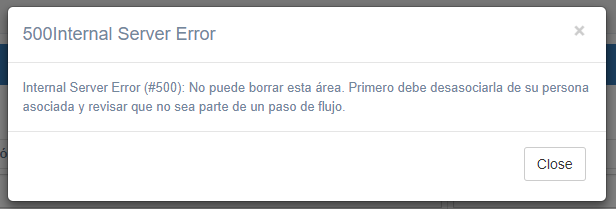 500Internal Server Error
×
Internal Server Error (#500): No puede borrar esta área. Primero debe desasociarla de su persona
asociada y revisar que no sea parte de un paso de flujo.
ó
Close